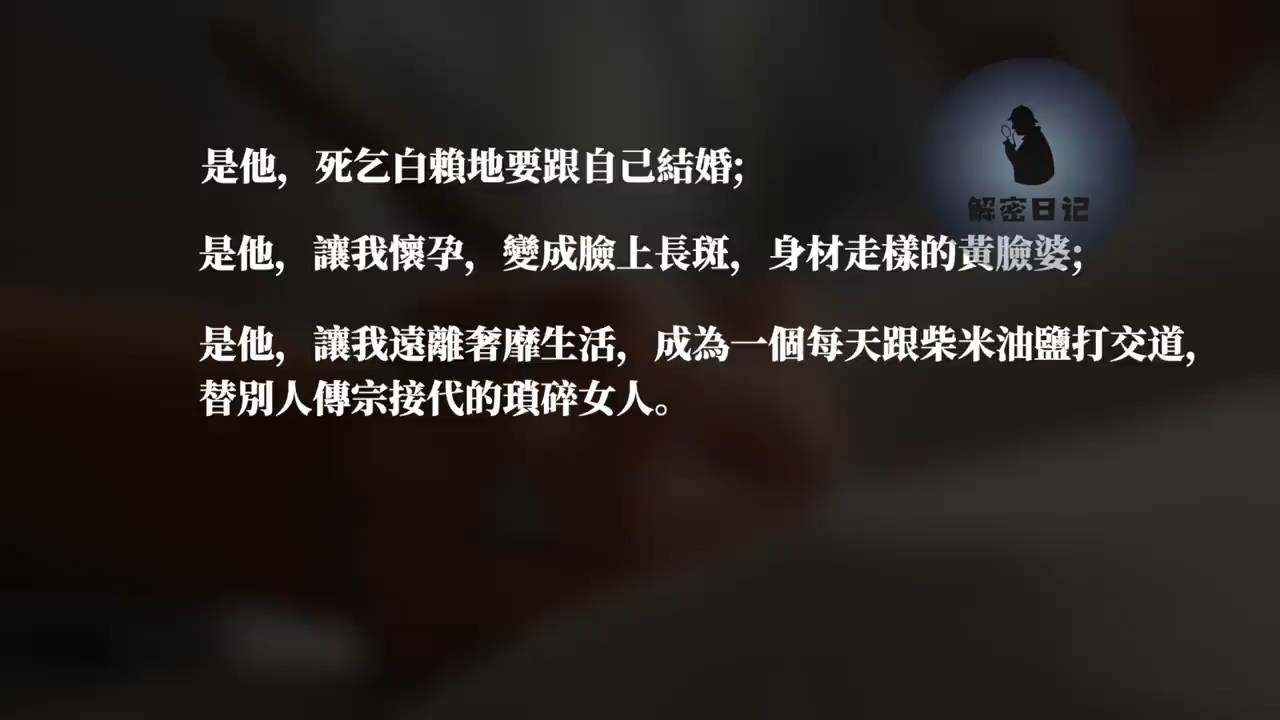 解密日记
是他，死乞白賴地要跟自己結婚；
是他，讓我懷孕，變成臉上長斑，身材走樣的黃臉婆；
是他，讓我遠離奢靡生活，成為一個每天跟柴米油鹽打交道，
替別人傳宗接代的瑣碎女人。